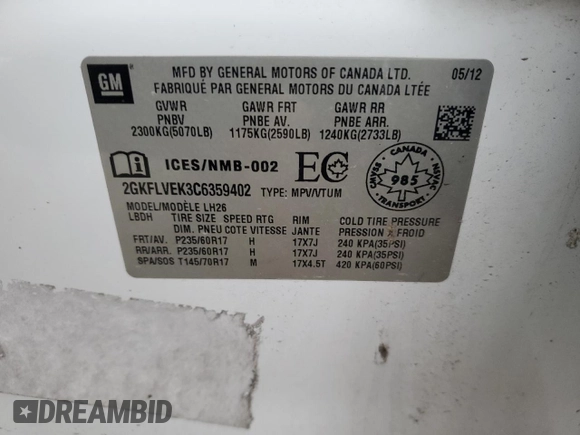 GM
MFD BY GENERAL MOTORS OF CANADA LTD. 05/12
FABRIQUÉ PAR GENERAL MOTORS DU CANADA LTÉE
GVWR GAWR FRT GAWR RR
PNBV PNBE AV. PNBE ARR.
2300KG(5070LB) 1175KG(2590LB) 1240KG(2733LB)
ICES/NMB-002 EC CANADA 985 TRANSPORT CMVSS NSVAC
2GKFLVEK3C6359402 TYPE: MPV/VTUM
MODEL/MODÈLE LH26
LBDH TIRE SIZE SPEED RTG RIM COLD TIRE PRESSURE
DIM. PNEU COTE VITESSE JANTE PRESSION À FROID
FRT/AV. P235/60R17 H 17X7J 240 KPA(35PSI)
RR/ARR. P235/60R17 H 17X7J 240 KPA(35PSI)
SPA/SOS T145/70R17 M 17X4.5T 420 KPA(60PSI)
DREAMBID